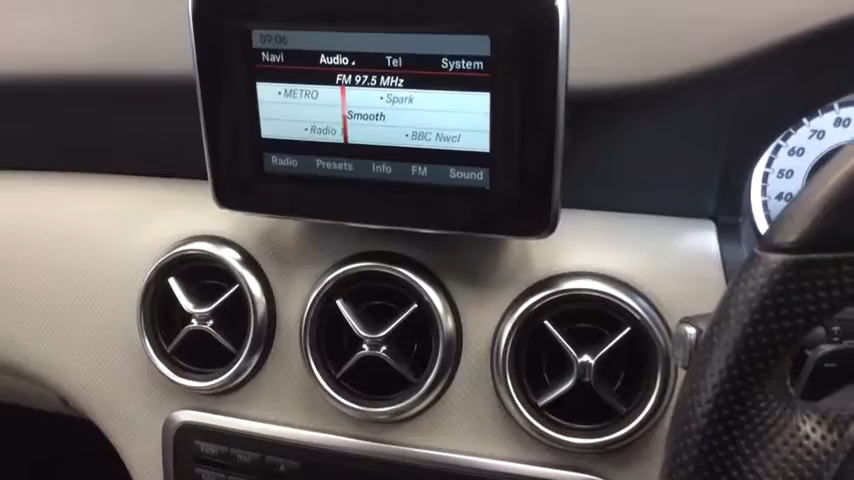 09:06
Navi Audio Tel System
FM 97.5 MHz
METRO Spark
Smooth
Radio BBC Nwcl
Radio Presets Info FM Sound
80
70
60
50
40